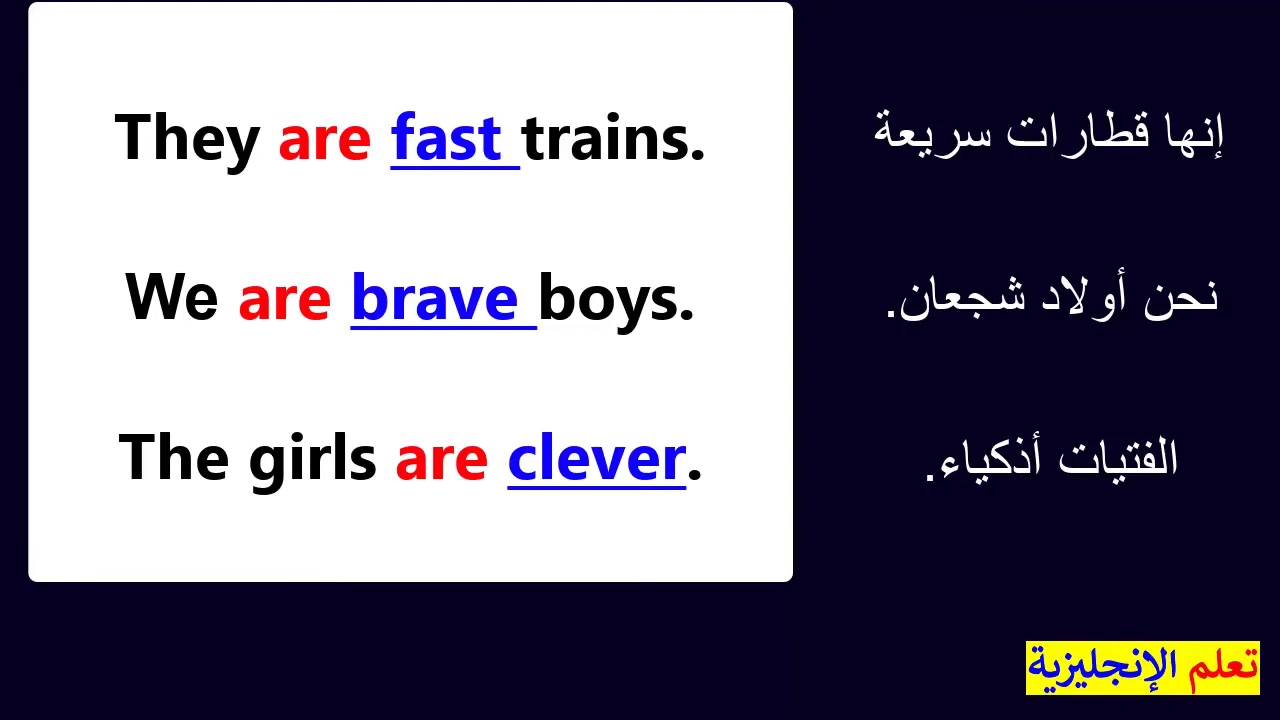 They are fast trains.
إنها قطارات سريعة
We are brave boys.
نحن أولاد شجعان.
The girls are clever.
الفتيات أذكياء.
تعلم الإنجليزية